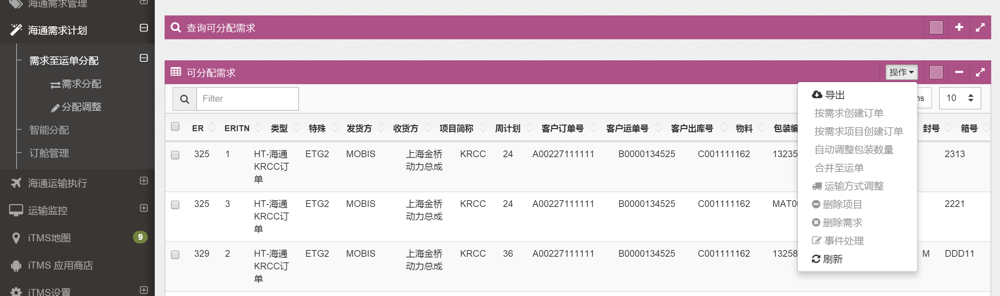 海通需求管理
海通需求计划
需求至运单分配
需求分配
分配调整
智能分配
订舱管理
海通运输执行
运输监控
iTMS地图
9
iTMS 应用商店
iTMS设置
查询可分配需求
可分配需求
操作
Filter
ns
10
导出
按需求创建订单
按需求项目创建订单
自动调整包装数量
合并至运单
运输方式调整
删除项目
删除需求
事件处理
刷新
ER ERITN 类型 特殊 发货方 收货方 项目简称 周计划 客户订单号 客户运单号 客户出库号 物料 包装编 封号 箱号
325 1 HT-海通 ETG2 MOBIS 上海金桥 KRCC 24 A00227111111 B0000134525 C001111162 13235 2313
KRCC订 动力总成
单
325 3 HT-海通 ETG2 MOBIS 上海金桥 KRCC 24 A00227111111 B0000134525 C001111162 MAT0 2221
KRCC订 动力总成
单
329 2 HT-海通 ETG2 MOBIS 上海金桥 KRCC 36 A00227111111 B0000134525 C001111162 13258 M DDD11
KRCC订 动力总成
单